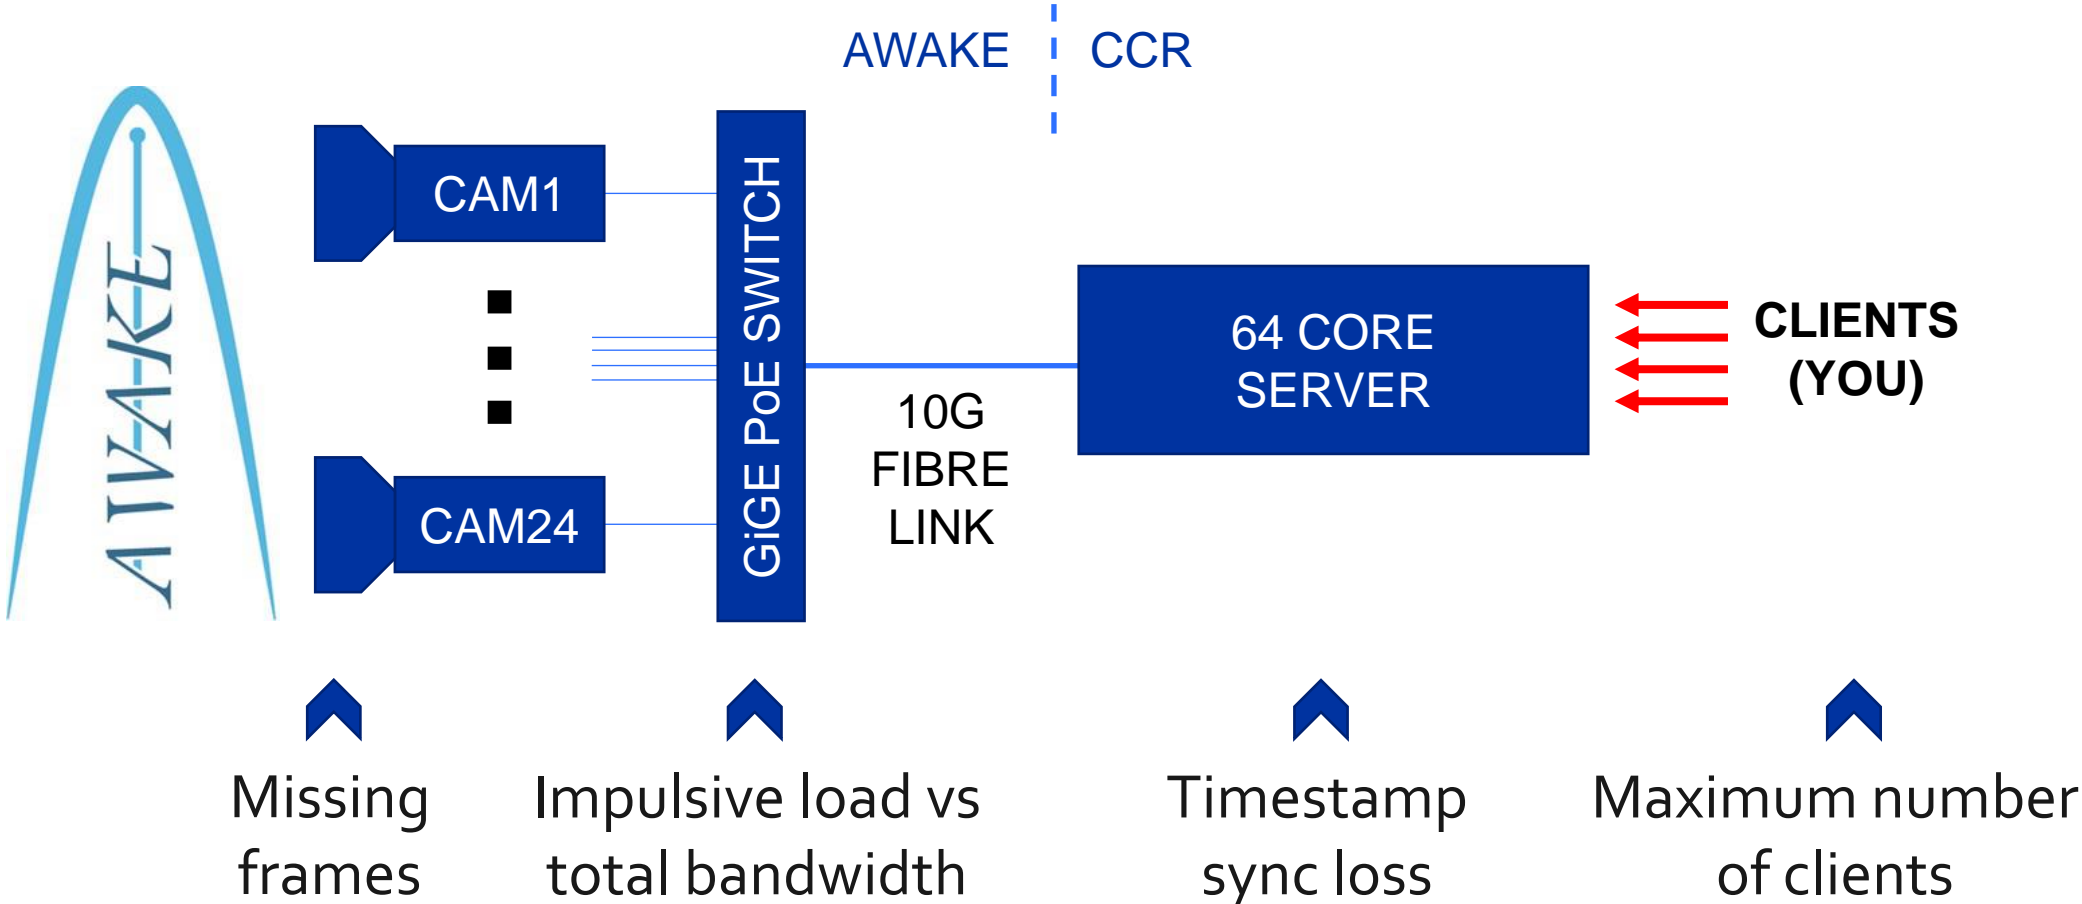 AWAKE
CCR
AWAKE
CAM1
CAM24
GiGE PoE SWITCH
10G
FIBRE
LINK
64 CORE
SERVER
CLIENTS
(YOU)
Missing
frames
Impulsive load vs
total bandwidth
Timestamp
sync loss
Maximum number
of clients